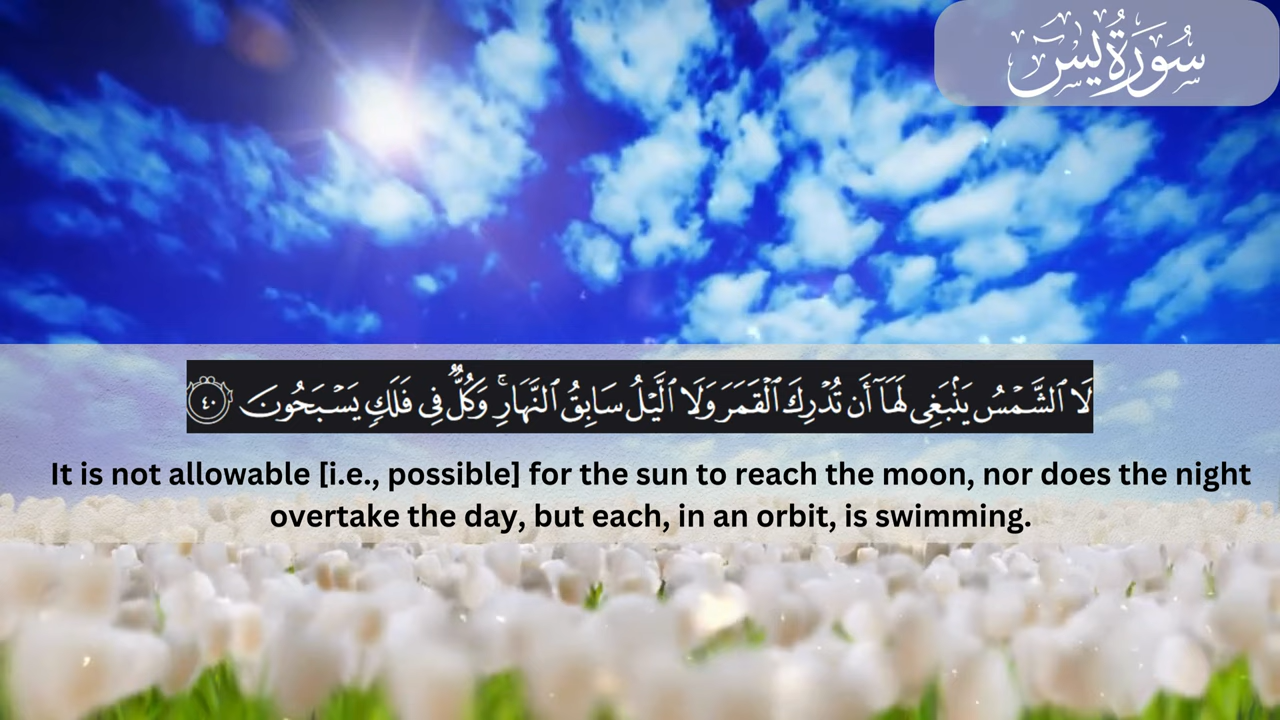 سُورَةُ يسٓ
لَا ٱلشَّمْسُ يَنۢبَغِى لَهَآ أَن تُدْرِكَ ٱلْقَمَرَ وَلَا ٱلَّيْلُ سَابِقُ ٱلنَّهَارِ ۚ وَكُلٌّ فِى فَلَكٍ يَسْبَحُونَ ٤٠
It is not allowable [i.e., possible] for the sun to reach the moon, nor does the night
overtake the day, but each, in an orbit, is swimming.